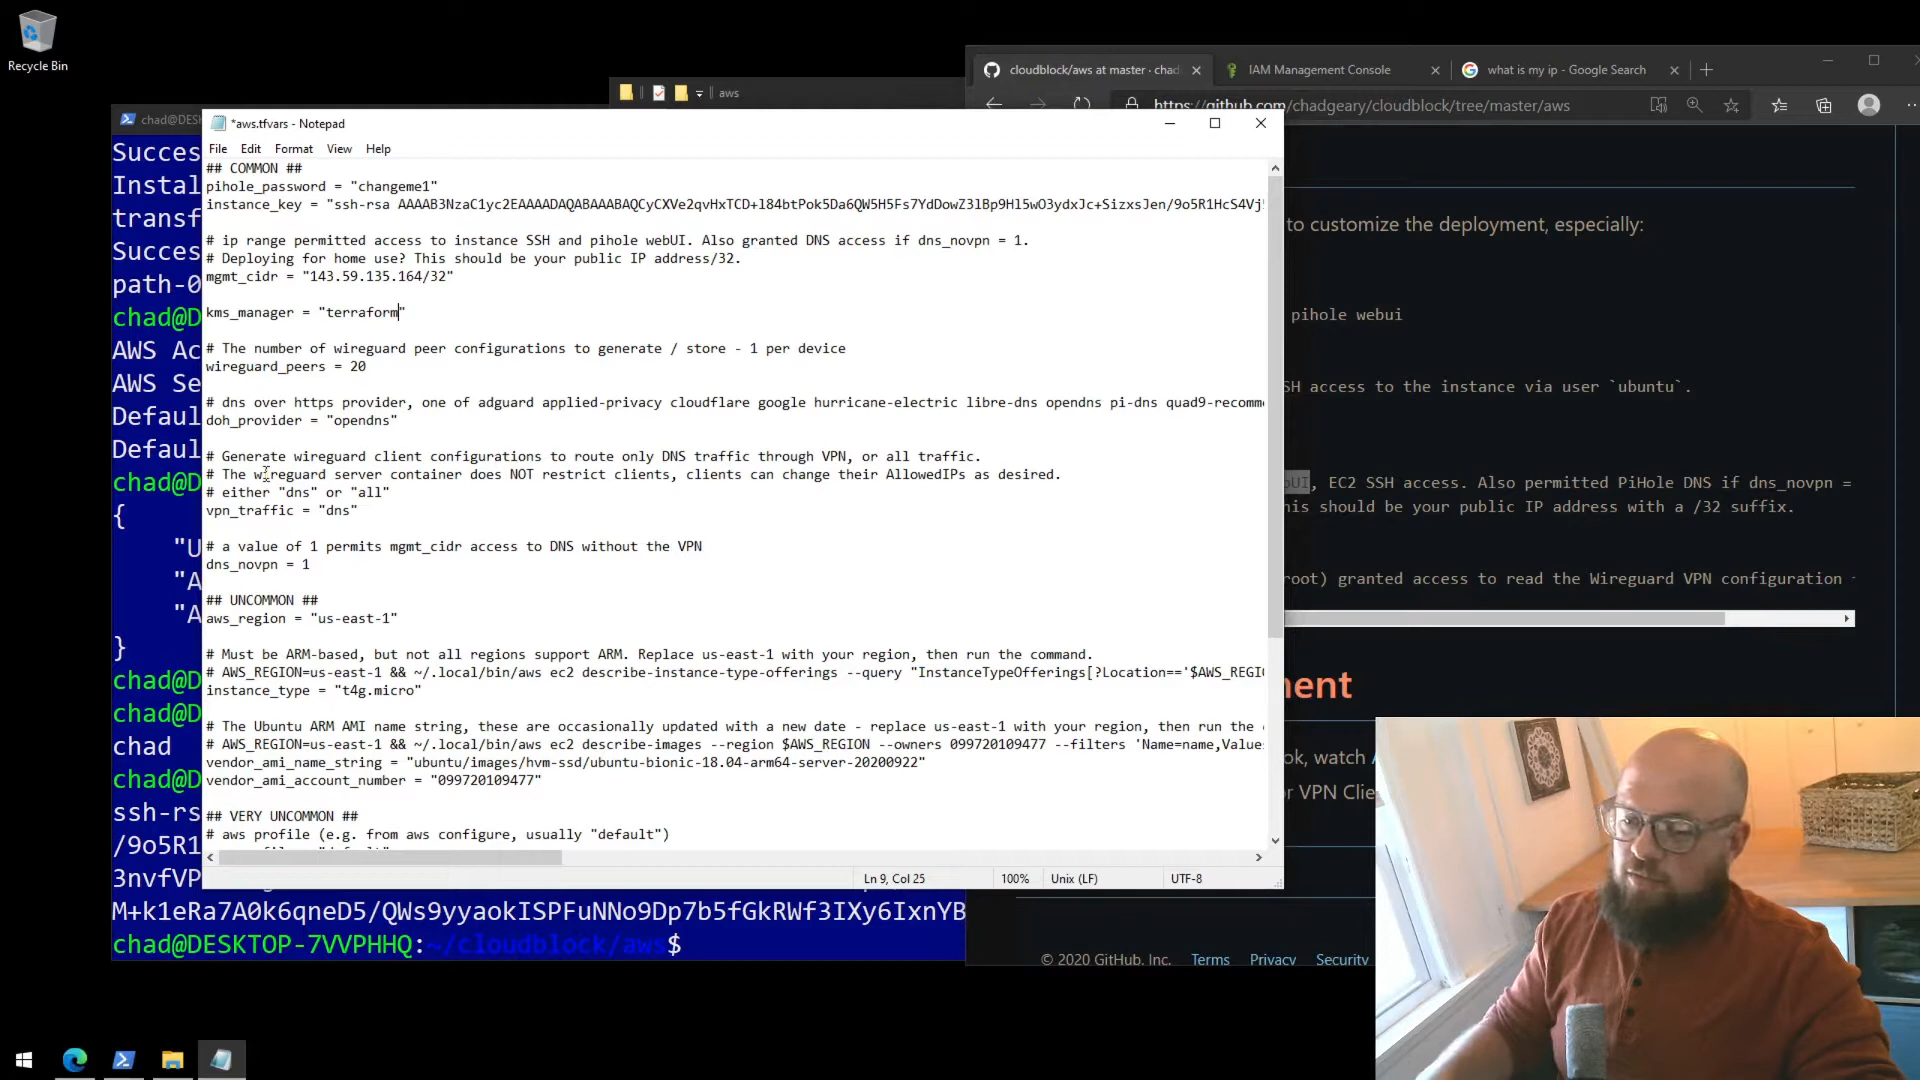 Recycle Bin
aws
cloudblock/aws at master · chad
IAM Management Console
what is my ip - Google Search
https://github.com/chadgeary/cloudblock/tree/master/aws
chad@DES
*aws.tfvars - Notepad
File Edit Format View Help
## COMMON ##
pihole_password = "changeme1"
instance_key = "ssh-rsa AAAAB3NzaC1yc2EAAAADAQABAAABAQCyCXVe2qvHxTCD+l84btPok5Da6QW5H5Fs7YdDowZ3lBp9Hl5wO3ydxJc+SizxsJen/9o5R1HcS4Vj
# ip range permitted access to instance SSH and pihole webUI. Also granted DNS access if dns_novpn = 1.
# Deploying for home use? This should be your public IP address/32.
mgmt_cidr = "143.59.135.164/32"
kms_manager = "terraform"
# The number of wireguard peer configurations to generate / store - 1 per device
wireguard_peers = 20
# dns over https provider, one of adguard applied-privacy cloudflare google hurricane-electric libre-dns opendns pi-dns quad9-recomm
doh_provider = "opendns"
# Generate wireguard client configurations to route only DNS traffic through VPN, or all traffic.
# The wireguard server container does NOT restrict clients, clients can change their AllowedIPs as desired.
# either "dns" or "all"
vpn_traffic = "dns"
# a value of 1 permits mgmt_cidr access to DNS without the VPN
dns_novpn = 1
## UNCOMMON ##
aws_region = "us-east-1"
# Must be ARM-based, but not all regions support ARM. Replace us-east-1 with your region, then run the command.
# AWS_REGION=us-east-1 && ~/.local/bin/aws ec2 describe-instance-type-offerings --query "InstanceTypeOfferings[?Location=='$AWS_REGI
instance_type = "t4g.micro"
# The Ubuntu ARM AMI name string, these are occasionally updated with a new date - replace us-east-1 with your region, then run the
# AWS_REGION=us-east-1 && ~/.local/bin/aws ec2 describe-images --region $AWS_REGION --owners 099720109477 --filters 'Name=name,Value
vendor_ami_name_string = "ubuntu/images/hvm-ssd/ubuntu-bionic-18.04-arm64-server-20200922"
vendor_ami_account_number = "099720109477"
## VERY UNCOMMON ##
# aws profile (e.g. from aws configure, usually "default")
Ln 9, Col 25
100%
Unix (LF)
UTF-8
Succes
Instal
transf
Succes
path-0
chad@D
AWS Ac
AWS Se
Defaul
Defaul
chad@D
{
"U
"A
"A
}
chad@D
chad@D
chad
chad@D
ssh-rs
/9o5R1
3nvfVP
M+k1eRa7A0k6qneD5/QWs9yyaokISPFuNNo9Dp7b5fGkRWf3IXy6IxnYB
chad@DESKTOP-7VVPHHQ:~/cloudblock/aws$
to customize the deployment, especially:
pihole webui
SH access to the instance via user `ubuntu`.
UI, EC2 SSH access. Also permitted PiHole DNS if dns_novpn =
his should be your public IP address with a /32 suffix.
root) granted access to read the Wireguard VPN configuration
ment
ok, watch
or VPN Clie
© 2020 GitHub, Inc. Terms Privacy Security